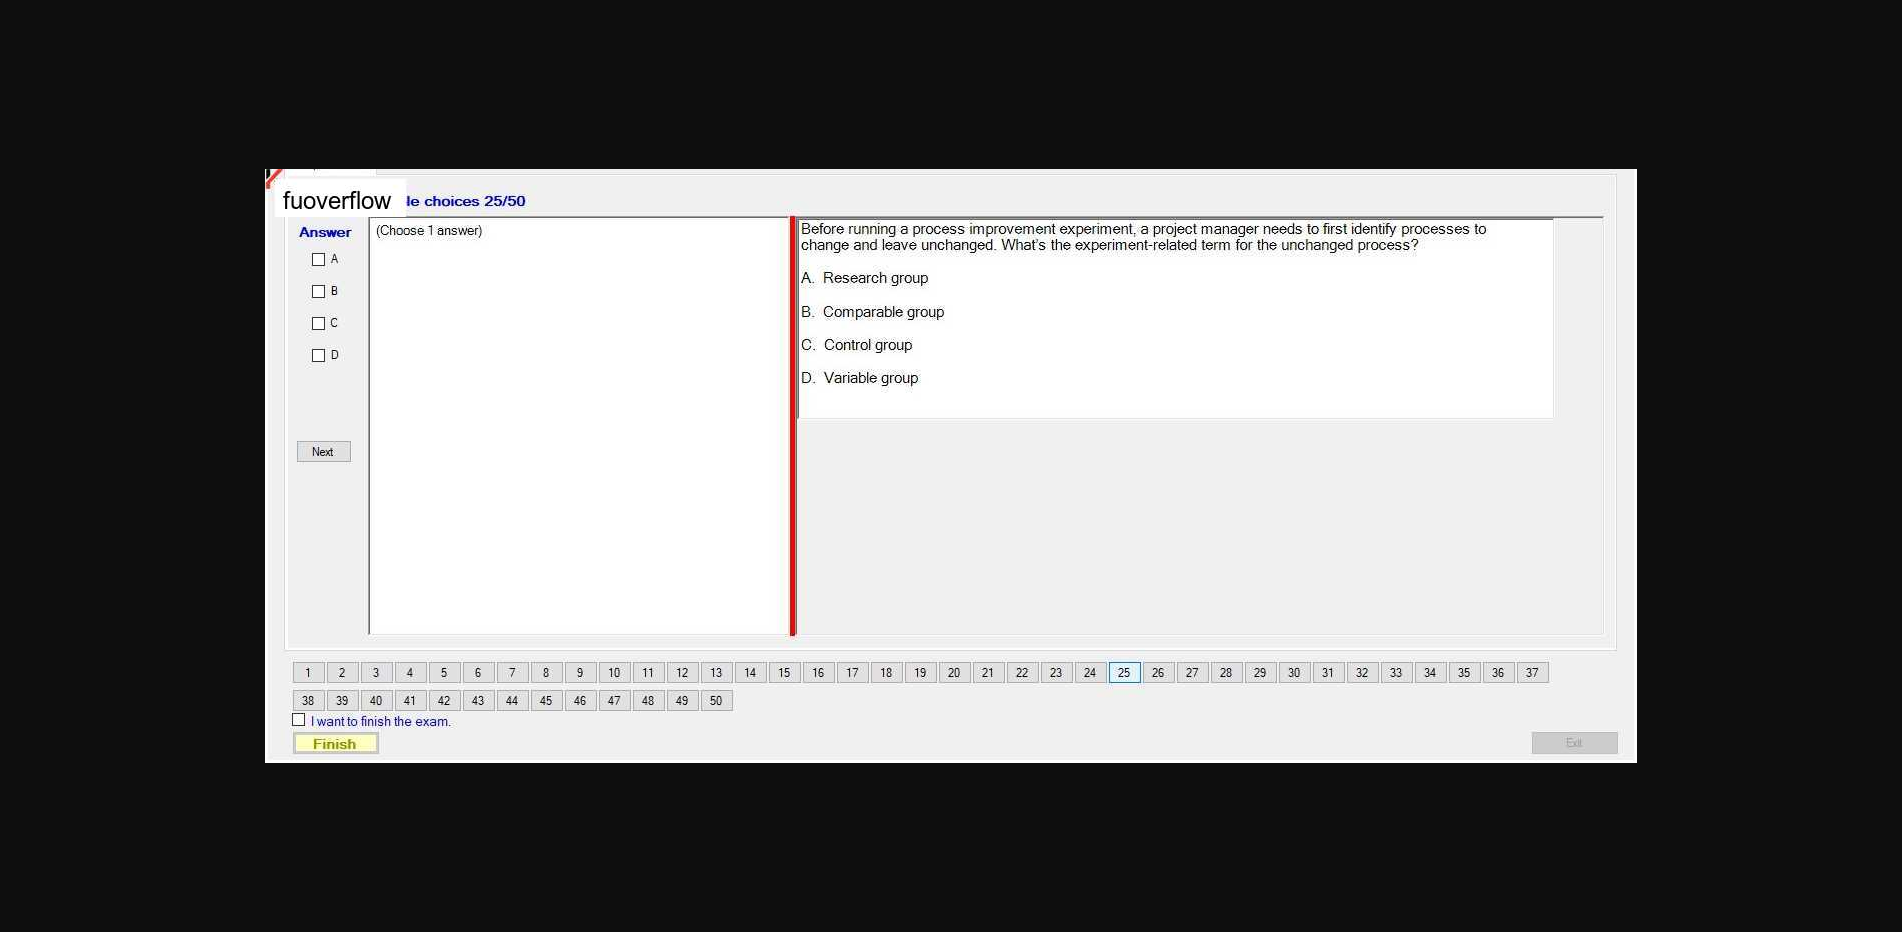 fuoverflow
le choices 25/50
Answer
(Choose 1 answer)
A
B
C
D
Next
Before running a process improvement experiment, a project manager needs to first identify processes to
change and leave unchanged. What's the experiment-related term for the unchanged process?
A. Research group
B. Comparable group
C. Control group
D. Variable group
1 2 3 4 5 6 7 8 9 10 11 12 13 14 15 16 17 18 19 20 21 22 23 24 25 26 27 28 29 30 31 32 33 34 35 36 37
38 39 40 41 42 43 44 45 46 47 48 49 50
I want to finish the exam.
Finish
Exit